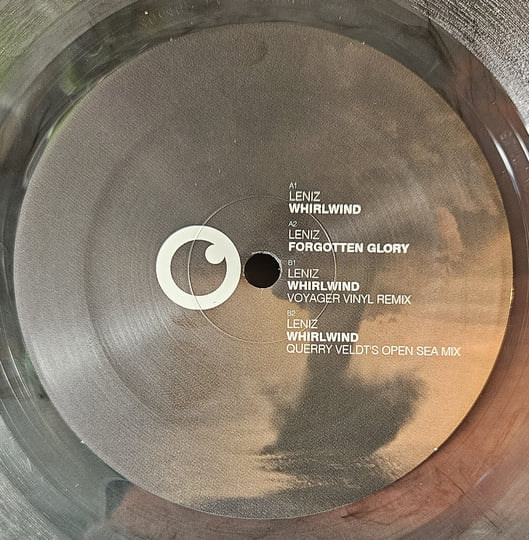 A1
LENIZ
WHIRLWIND
A2
LENIZ
FORGOTTEN GLORY
B1
LENIZ
WHIRLWIND
VOYAGER VINYL REMIX
B2
LENIZ
WHIRLWIND
QUERRY VELDT'S OPEN SEA MIX